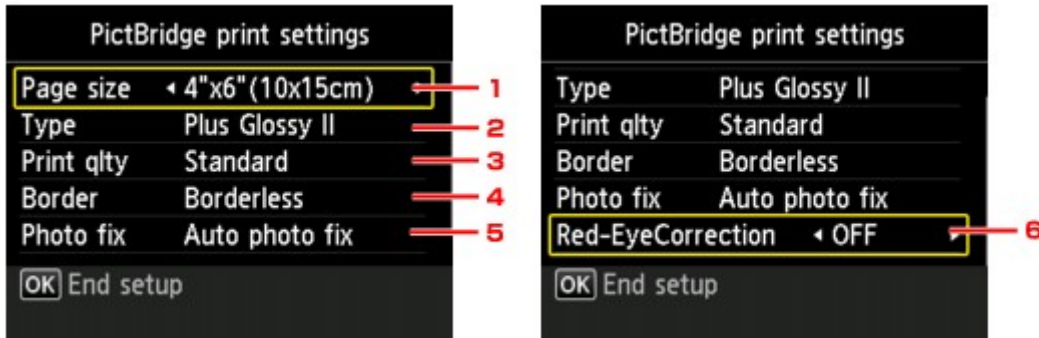 PictBridge print settings
Page size 4"x6"(10x15cm) 1
Type Plus Glossy II 2
Print qlty Standard 3
Border Borderless 4
Photo fix Auto photo fix 5
OK End setup
PictBridge print settings
Type Plus Glossy II
Print qlty Standard
Border Borderless
Photo fix Auto photo fix
Red-EyeCorrection OFF 6
OK End setup